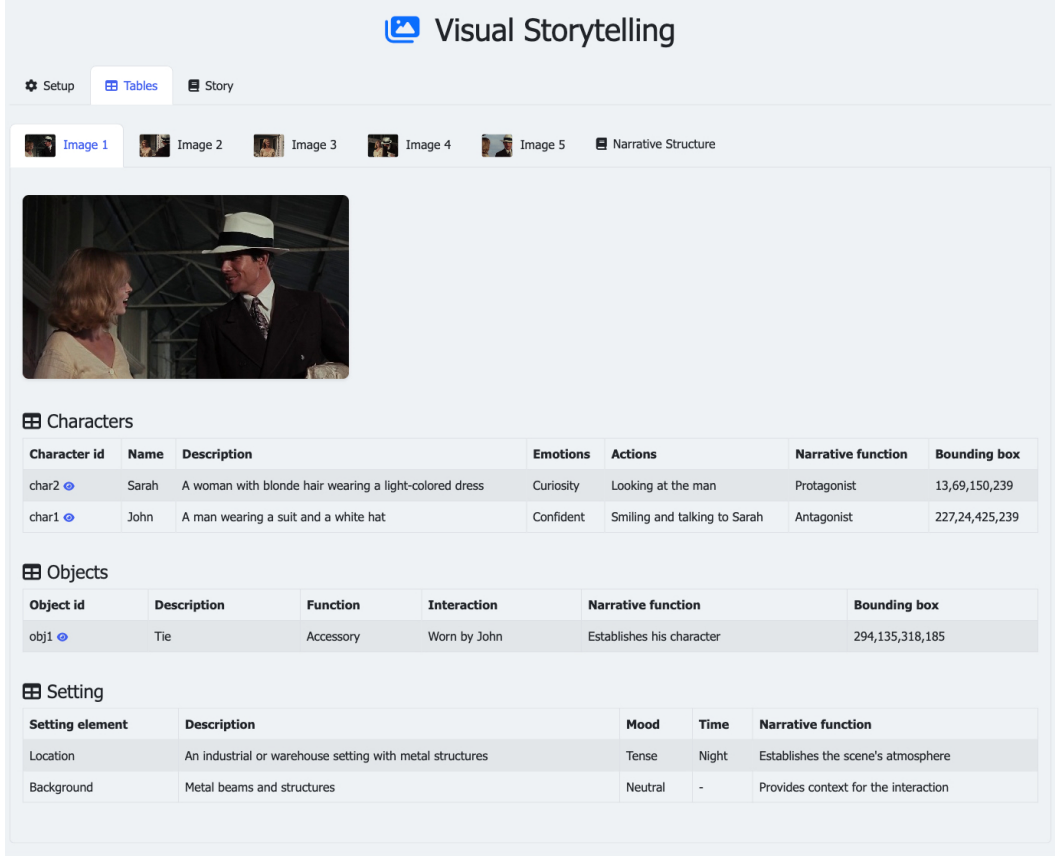 Visual Storytelling
Setup Tables Story
Image 1 Image 2 Image 3 Image 4 Image 5 Narrative Structure
Characters
Character id Name Description Emotions Actions Narrative function Bounding box
char2 Sarah A woman with blonde hair wearing a light-colored dress Curiosity Looking at the man Protagonist 13,69,150,239
char1 John A man wearing a suit and a white hat Confident Smiling and talking to Sarah Antagonist 227,24,425,239
Objects
Object id Description Function Interaction Narrative function Bounding box
obj1 Tie Accessory Worn by John Establishes his character 294,135,318,185
Setting
Setting element Description Mood Time Narrative function
Location An industrial or warehouse setting with metal structures Tense Night Establishes the scene's atmosphere
Background Metal beams and structures Neutral - Provides context for the interaction